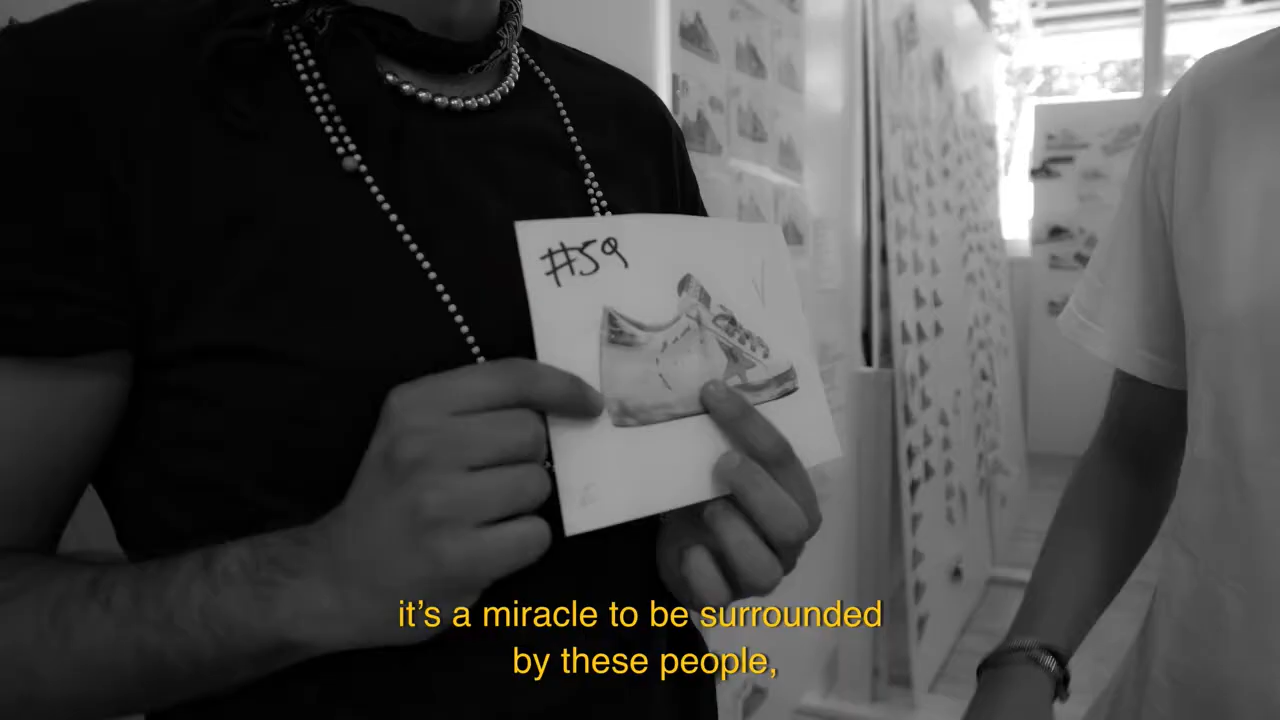 #59
it's a miracle to be surrounded
by these people,